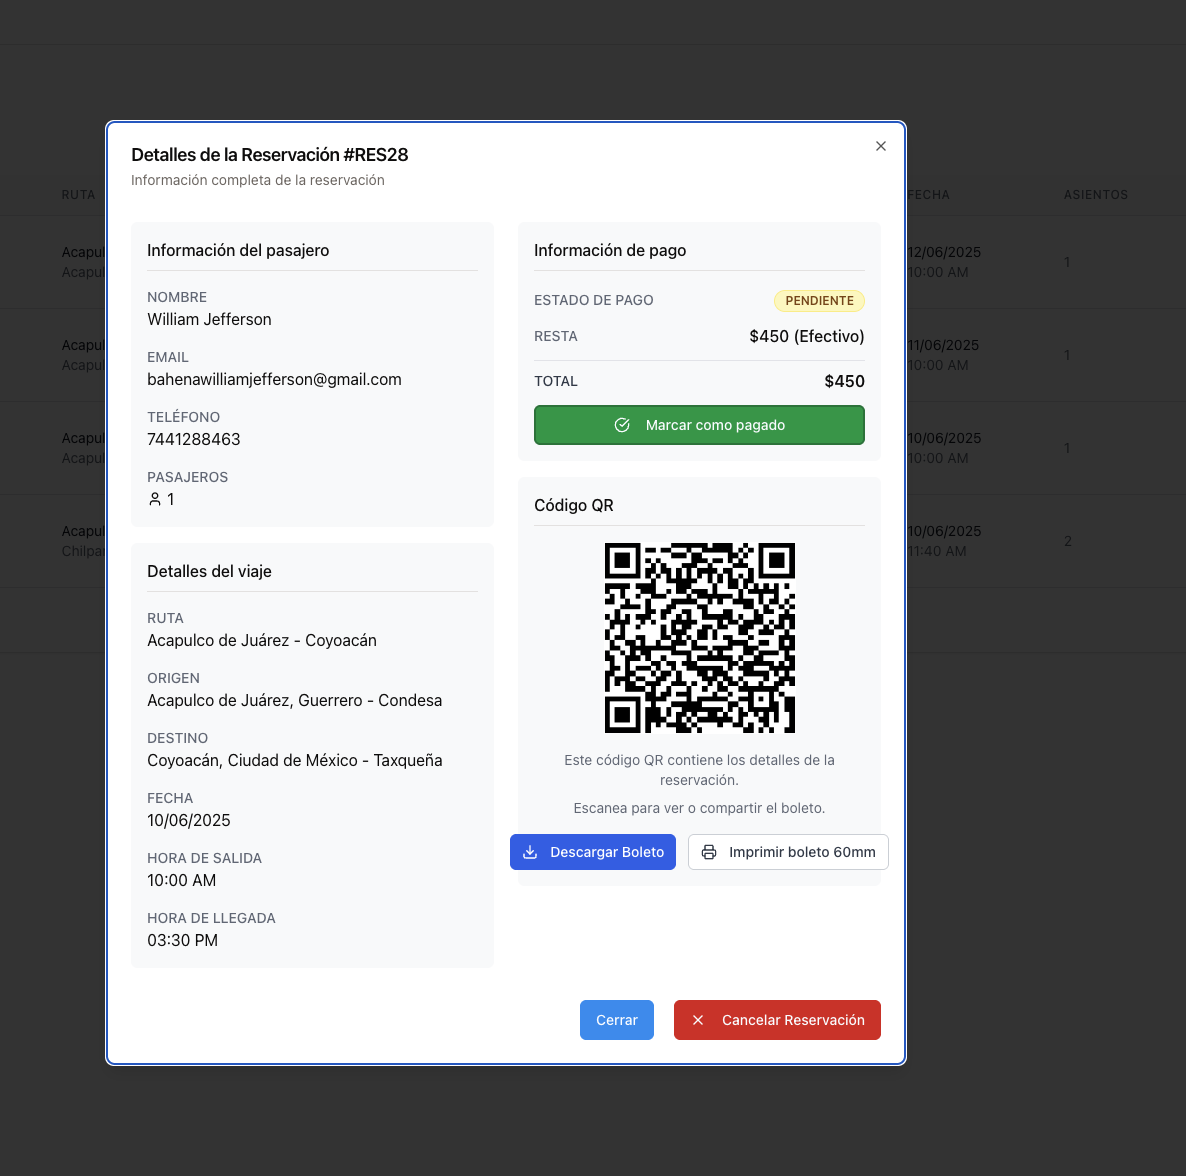 Detalles de la Reservación #RES28
Información completa de la reservación
Información del pasajero
NOMBRE
William Jefferson
EMAIL
bahenawilliamjefferson@gmail.com
TELÉFONO
7441288463
PASAJEROS
1
Detalles del viaje
RUTA
Acapulco de Juárez - Coyoacán
ORIGEN
Acapulco de Juárez, Guerrero - Condesa
DESTINO
Coyoacán, Ciudad de México - Taxqueña
FECHA
10/06/2025
HORA DE SALIDA
10:00 AM
HORA DE LLEGADA
03:30 PM
Información de pago
ESTADO DE PAGO PENDIENTE
RESTA $450 (Efectivo)
TOTAL $450
Marcar como pagado
Código QR
Este código QR contiene los detalles de la
reservación.
Escanea para ver o compartir el boleto.
Descargar Boleto Imprimir boleto 60mm
Cerrar Cancelar Reservación
RUTA FECHA ASIENTOS
Acapul 12/06/2025
Acapul 10:00 AM 1
Acapul 11/06/2025
Acapul 10:00 AM 1
Acapul 10/06/2025
Acapul 10:00 AM 1
Acapul 10/06/2025
Chilpa 11:40 AM 2